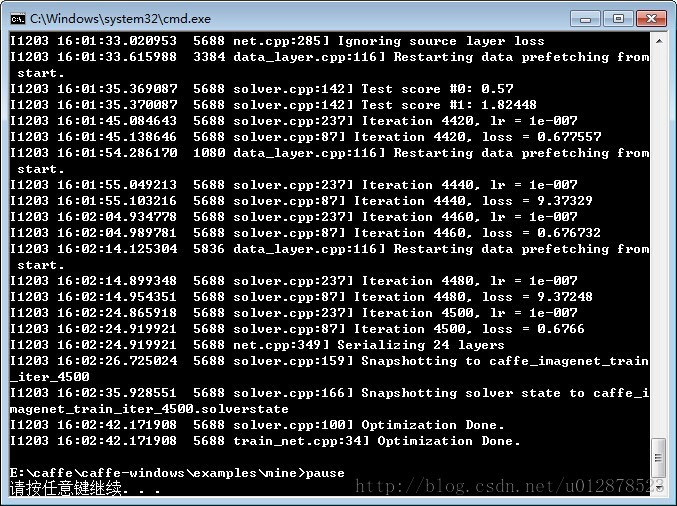 C:\Windows\system32\cmd.exe
I1203 16:01:33.020953  5688 net.cpp:285] Ignoring source layer loss
I1203 16:01:33.615988  3384 data_layer.cpp:116] Restarting data prefetching from
 start.
I1203 16:01:35.369087  5688 solver.cpp:142] Test score #0: 0.57
I1203 16:01:35.370087  5688 solver.cpp:142] Test score #1: 1.82448
I1203 16:01:45.084643  5688 solver.cpp:237] Iteration 4420, lr = 1e-007
I1203 16:01:45.138646  5688 solver.cpp:87] Iteration 4420, loss = 0.677557
I1203 16:01:54.286170  1080 data_layer.cpp:116] Restarting data prefetching from
 start.
I1203 16:01:55.049213  5688 solver.cpp:237] Iteration 4440, lr = 1e-007
I1203 16:01:55.103216  5688 solver.cpp:87] Iteration 4440, loss = 9.37329
I1203 16:02:04.934778  5688 solver.cpp:237] Iteration 4460, lr = 1e-007
I1203 16:02:04.989781  5688 solver.cpp:87] Iteration 4460, loss = 0.676732
I1203 16:02:14.125304  5836 data_layer.cpp:116] Restarting data prefetching from
 start.
I1203 16:02:14.899348  5688 solver.cpp:237] Iteration 4480, lr = 1e-007
I1203 16:02:14.954351  5688 solver.cpp:87] Iteration 4480, loss = 9.37248
I1203 16:02:24.865918  5688 solver.cpp:237] Iteration 4500, lr = 1e-007
I1203 16:02:24.919921  5688 solver.cpp:87] Iteration 4500, loss = 0.6766
I1203 16:02:24.919921  5688 net.cpp:349] Serializing 24 layers
I1203 16:02:26.725024  5688 solver.cpp:159] Snapshotting to caffe_imagenet_train
_iter_4500
I1203 16:02:35.928551  5688 solver.cpp:166] Snapshotting solver state to caffe_i
magenet_train_iter_4500.solverstate
I1203 16:02:42.171908  5688 solver.cpp:100] Optimization Done.
I1203 16:02:42.171908  5688 train_net.cpp:34] Optimization Done.
E:\caffe\caffe-windows\examples\mine>pause
请按任意键继续. . .
http://blog.csdn.net/u012878523